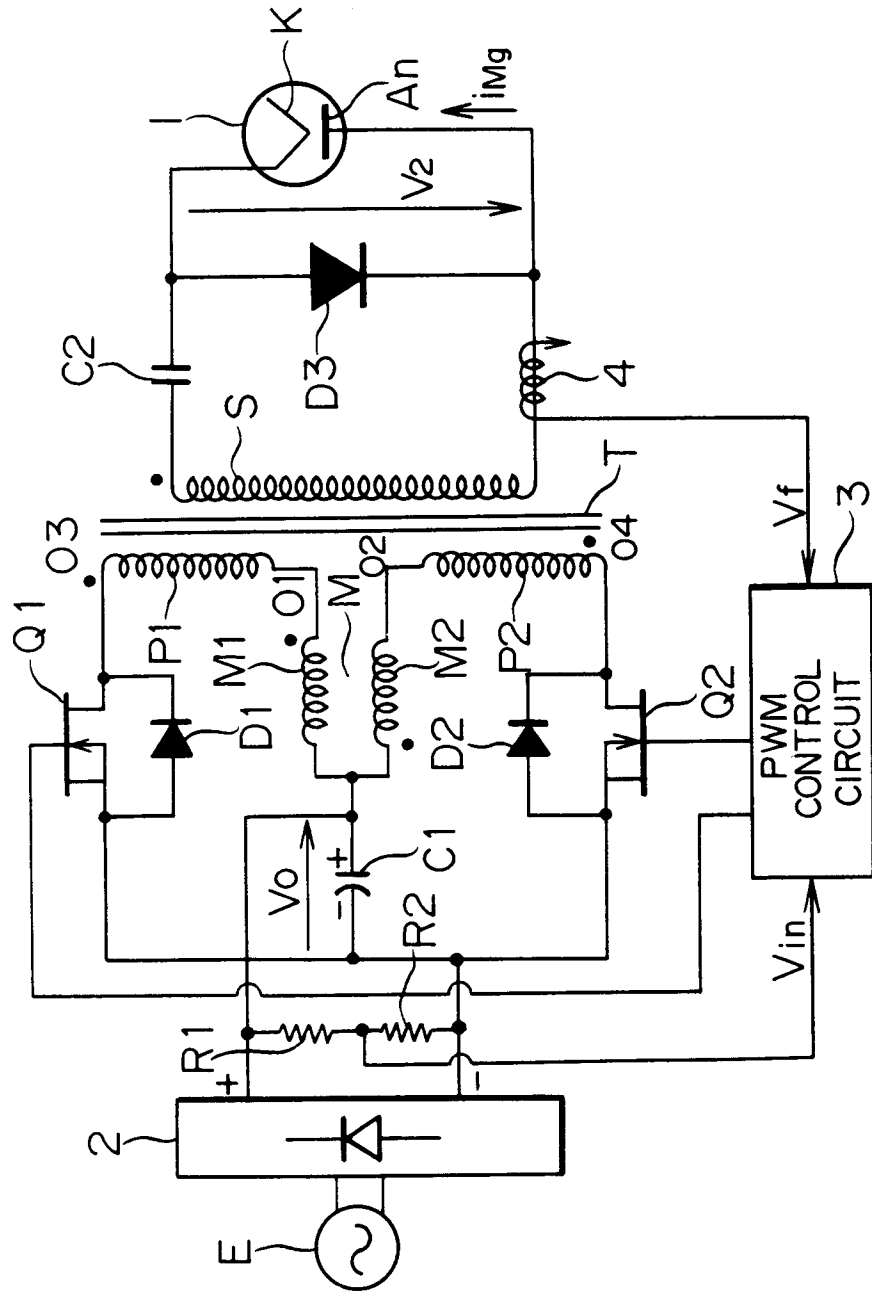 E
2
+
-
R1
R2
Vin
Vo
C1
+
-
Q1
D1
P1
O3
M1
O1
M
M2
O2
D2
P2
O4
Q2
PWM
CONTROL
CIRCUIT
3
Vf
T
S
C2
D3
4
V2
1
K
An
iMg